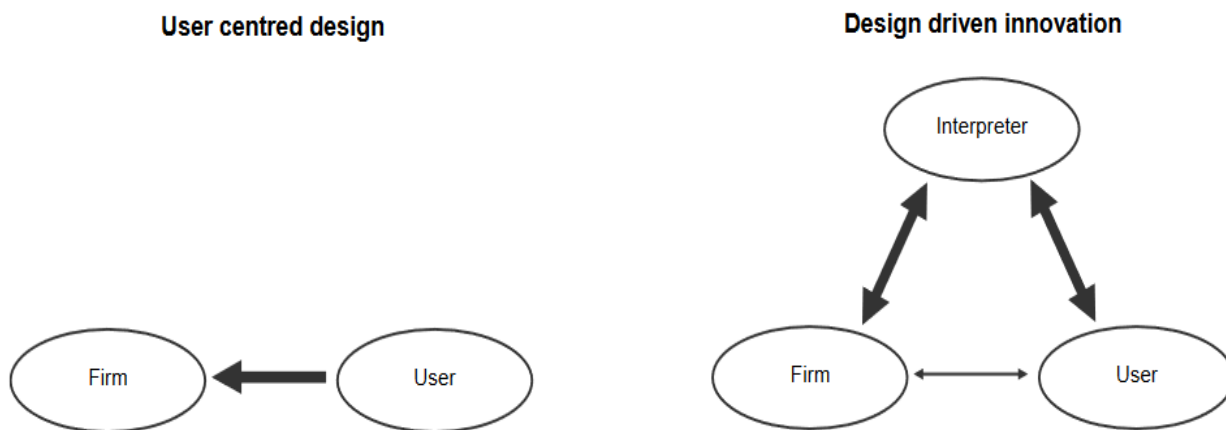 User centred design
Design driven innovation
Interpreter
Firm
User
Firm
User